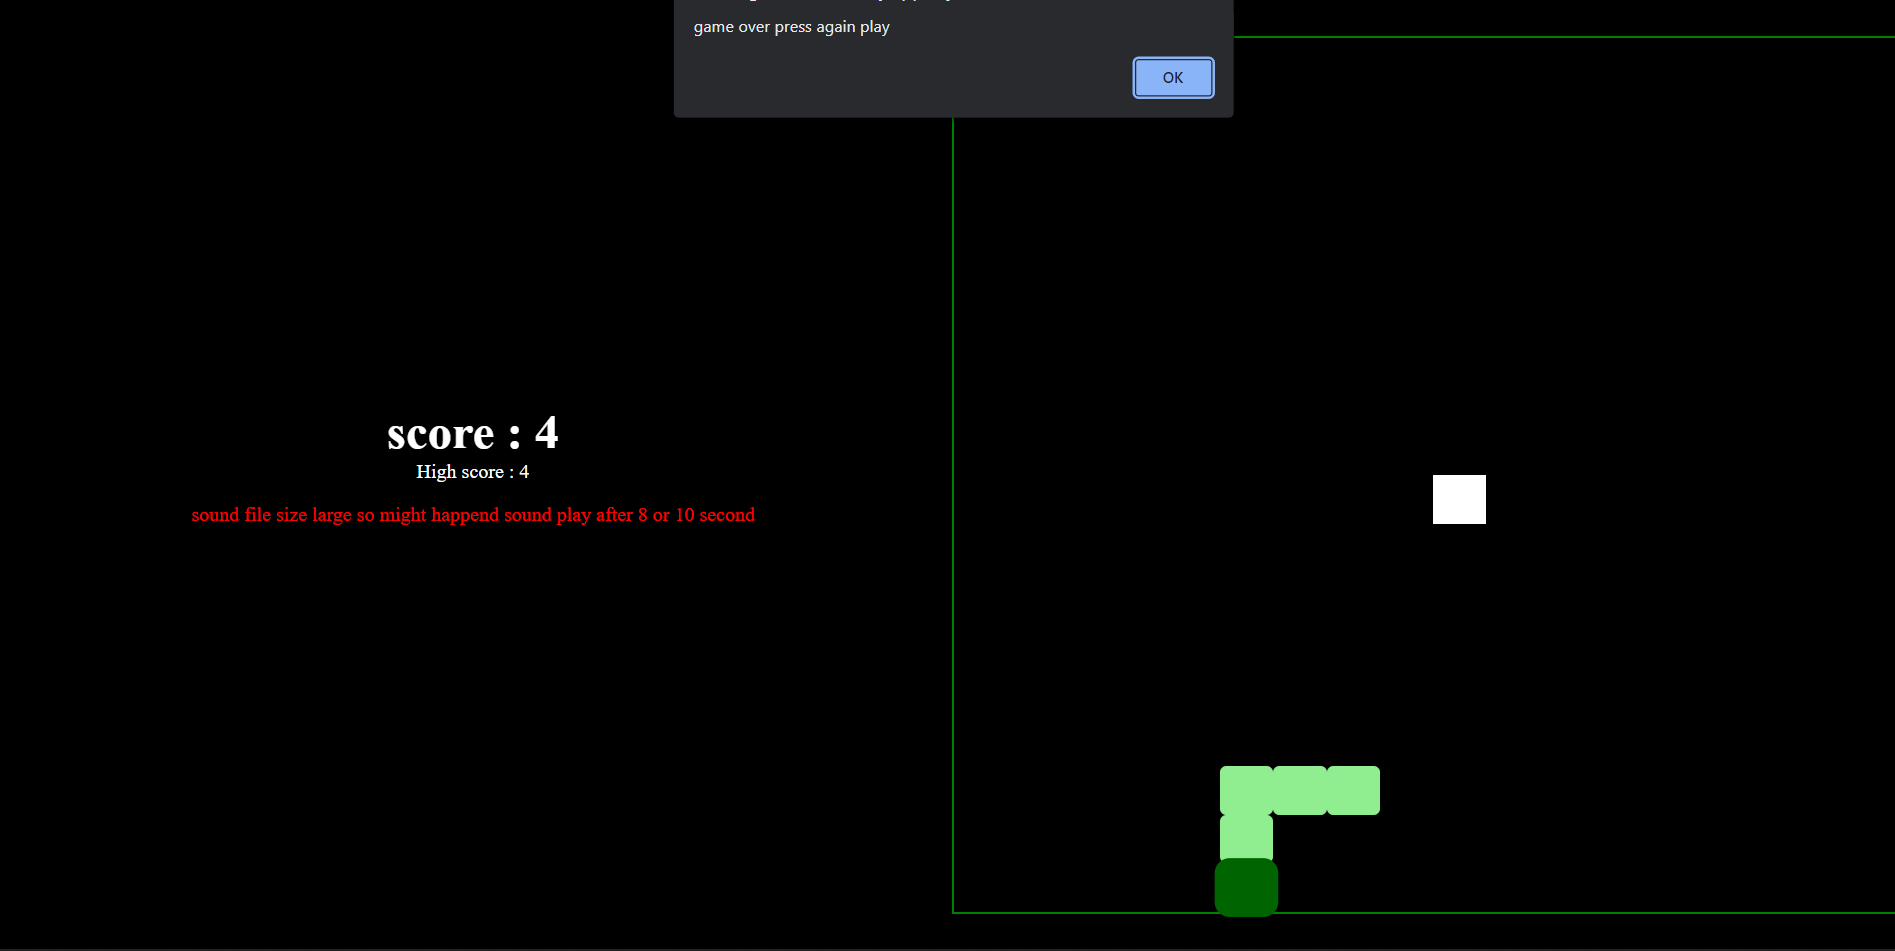 game over press again play
OK
score : 4
High score : 4
sound file size large so might happend sound play after 8 or 10 second